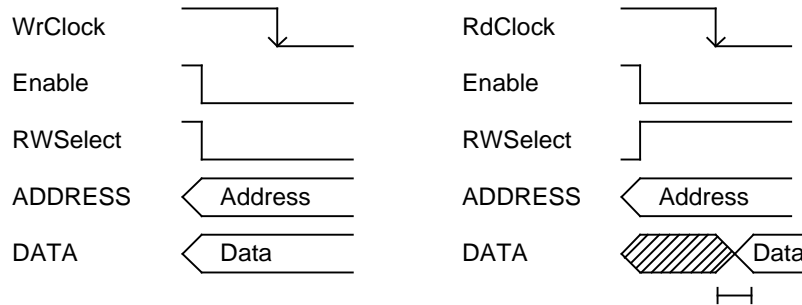 WrClock
Enable
RWSelect
ADDRESS Address
DATA Data
RdClock
Enable
RWSelect
ADDRESS Address
DATA Data